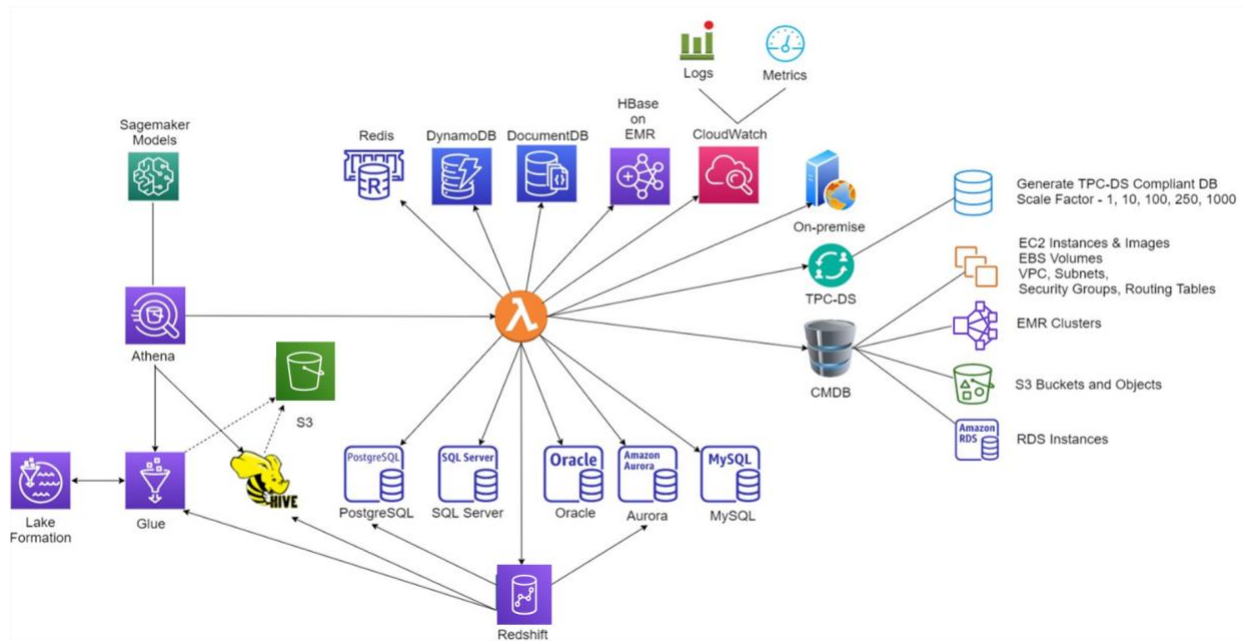 Logs
Metrics
Sagemaker
Models
Redis
DynamoDB
DocumentDB
HBase
on
EMR
CloudWatch
R
On-premise
Generate TPC-DS Compliant DB
Scale Factor - 1, 10, 100, 250, 1000
TPC-DS
EC2 Instances & Images
EBS Volumes
VPC, Subnets,
Security Groups, Routing Tables
λ
Athena
EMR Clusters
CMDB
S3 Buckets and Objects
S3
Amazon
RDS
RDS Instances
PostgreSQL
SQL Server
Oracle
Amazon
Aurora
MySQL
HIVE
PostgreSQL
SQL Server
Oracle
Aurora
MySQL
Lake
Formation
Glue
Redshift